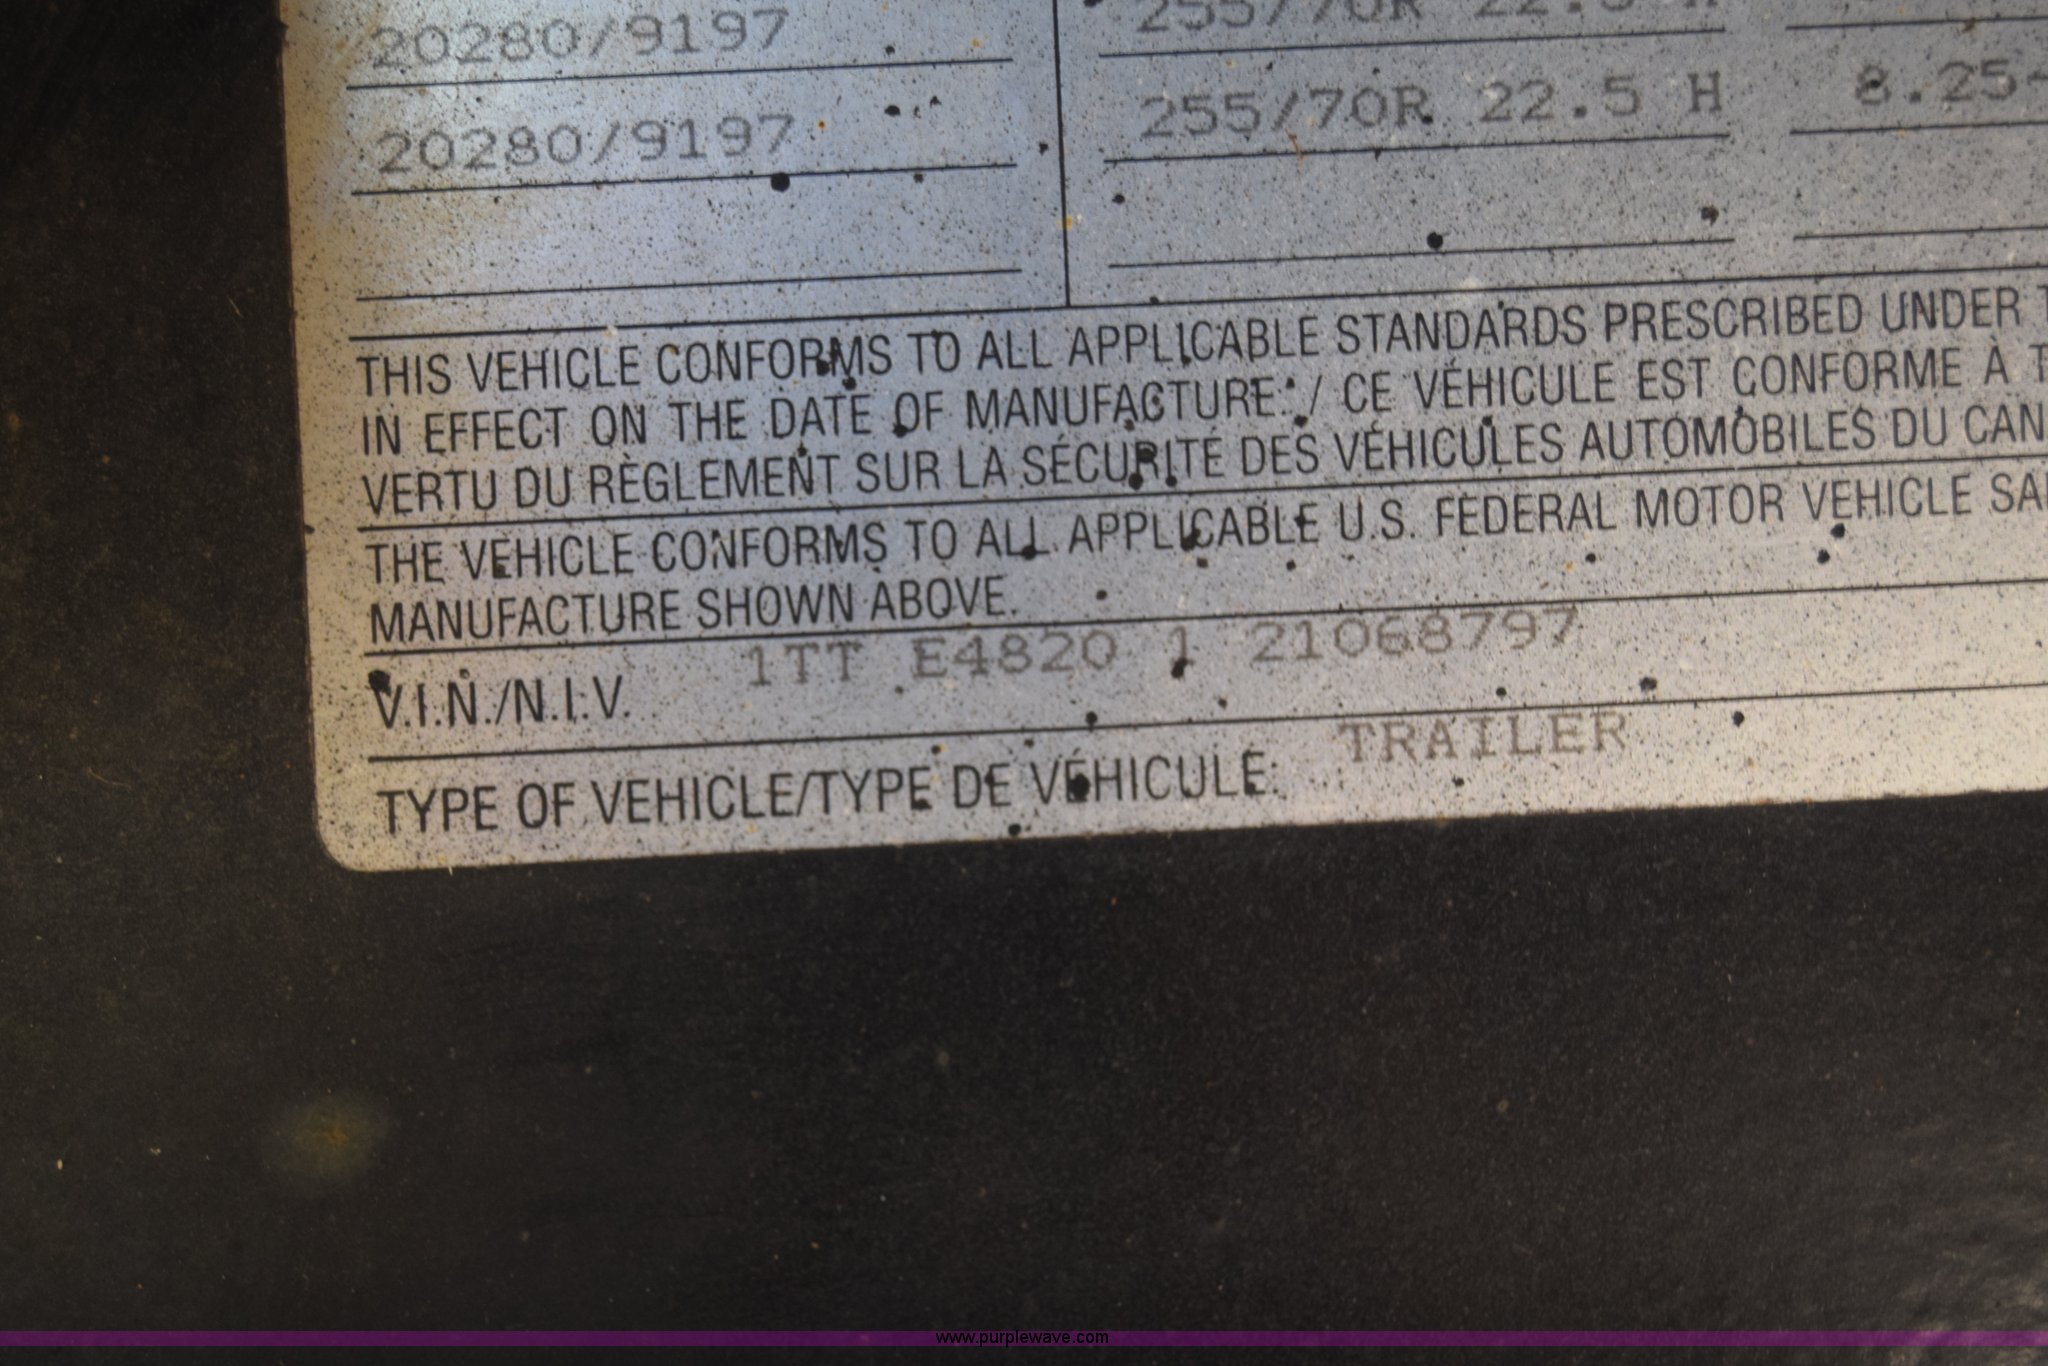 20280/9197 255/70R 22.5 H
20280/9197 255/70R 22.5 H 8.25-
THIS VEHICLE CONFORMS TO ALL APPLICABLE STANDARDS PRESCRIBED UNDER T
IN EFFECT ON THE DATE OF MANUFACTURE. / CE VÉHICULE EST CONFORME À T
VERTU DU RÈGLEMENT SUR LA SÉCURITÉ DES VÉHICULES AUTOMOBILES DU CAN
THE VEHICLE CONFORMS TO ALL APPLICABLE U.S. FEDERAL MOTOR VEHICLE SA
MANUFACTURE SHOWN ABOVE.
V.I.N./N.I.V. 1TT E4820 1 21068797
TYPE OF VEHICLE/TYPE DE VÉHICULE: TRAILER
www.purplewave.com